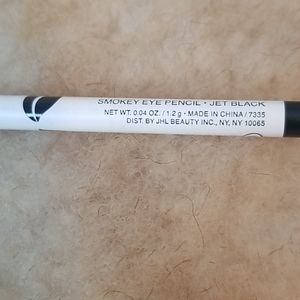 SMOKEY EYE PENCIL • JET BLACK
NET WT. 0.04 OZ. / 1.2 g • MADE IN CHINA / 7335
DIST. BY JHL BEAUTY INC., NY, NY 10065